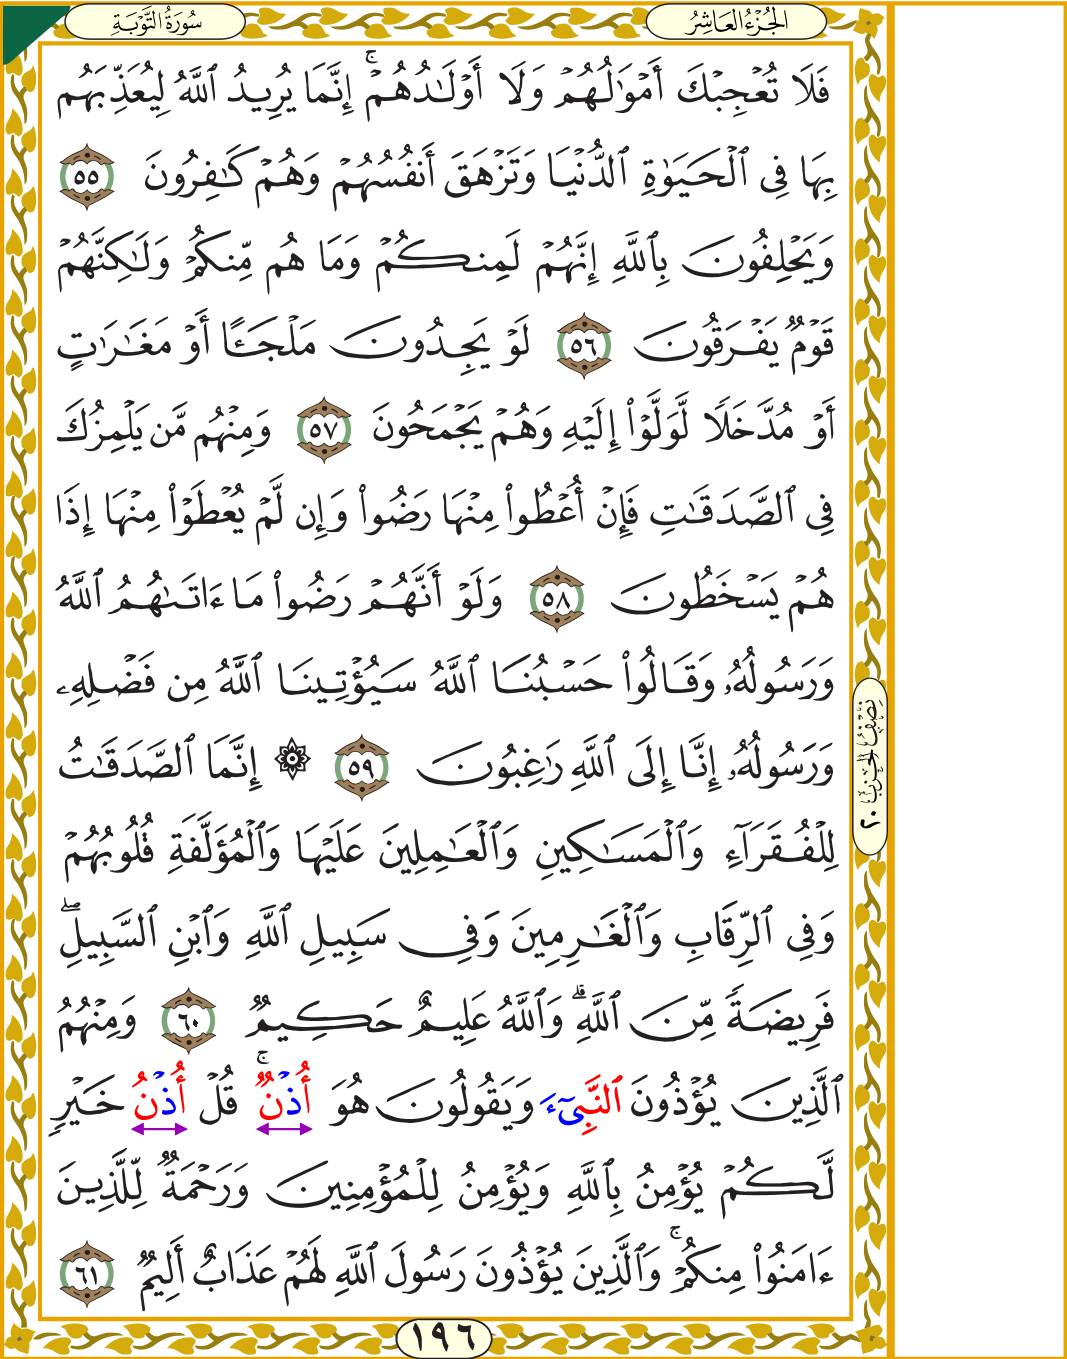 سُورَةُ التَّوْبَةِ
الجُزْءُ العَاشِرُ
فَلَا تُعْجِبْكَ أَمْوَٰلُهُمْ وَلَا أَوْلَٰدُهُمْ ۚ إِنَّمَا يُرِيدُ ٱللَّهُ لِيُعَذِّبَهُم
بِهَا فِى ٱلْحَيَوٰةِ ٱلدُّنْيَا وَتَزْهَقَ أَنفُسُهُمْ وَهُمْ كَٰفِرُونَ ٥٥
وَيَحْلِفُونَ بِٱللَّهِ إِنَّهُمْ لَمِنكُمْ وَمَا هُم مِّنكُمْ وَلَٰكِنَّهُمْ
قَوْمٌ يَفْرَقُونَ ٥٦ لَوْ يَجِدُونَ مَلْجَـًٔا أَوْ مَغَٰرَٰتٍ
أَوْ مُدَّخَلًا لَّوَلَّوْا۟ إِلَيْهِ وَهُمْ يَجْمَحُونَ ٥٧ وَمِنْهُم مَّن يَلْمِزُكَ
فِى ٱلصَّدَقَٰتِ فَإِنْ أُعْطُوا۟ مِنْهَا رَضُوا۟ وَإِن لَّمْ يُعْطَوْا۟ مِنْهَا إِذَا
هُمْ يَسْخَطُونَ ٥٨ وَلَوْ أَنَّهُمْ رَضُوا۟ مَا ءَاتَىٰهُمُ ٱللَّهُ
وَرَسُولُهُۥ وَقَالُوا۟ حَسْبُنَا ٱللَّهُ سَيُؤْتِينَا ٱللَّهُ مِن فَضْلِهِۦ
وَرَسُولُهُۥ إِنَّا إِلَى ٱللَّهِ رَٰغِبُونَ ٥٩ ۞ إِنَّمَا ٱلصَّدَقَٰتُ
لِلْفُقَرَآءِ وَٱلْمَسَٰكِينِ وَٱلْعَٰمِلِينَ عَلَيْهَا وَٱلْمُؤَلَّفَةِ قُلُوبُهُمْ
وَفِى ٱلرِّقَابِ وَٱلْغَٰرِمِينَ وَفِى سَبِيلِ ٱللَّهِ وَٱبْنِ ٱلسَّبِيلِ ۖ
فَرِيضَةً مِّنَ ٱللَّهِ ۗ وَٱللَّهُ عَلِيمٌ حَكِيمٌ ٦٠ وَمِنْهُمُ
ٱلَّذِينَ يُؤْذُونَ ٱلنَّبِىٓءَ وَيَقُولُونَ هُوَ أُذْنٌ ۚ قُلْ أُذْنُ خَيْرٍ
لَّكُمْ يُؤْمِنُ بِٱللَّهِ وَيُؤْمِنُ لِلْمُؤْمِنِينَ وَرَحْمَةٌ لِّلَّذِينَ
ءَامَنُوا۟ مِنكُمْ ۚ وَٱلَّذِينَ يُؤْذُونَ رَسُولَ ٱللَّهِ لَهُمْ عَذَابٌ أَلِيمٌ ٦١
نِصْفُ الحِزْبِ ٢٠
١٩٦